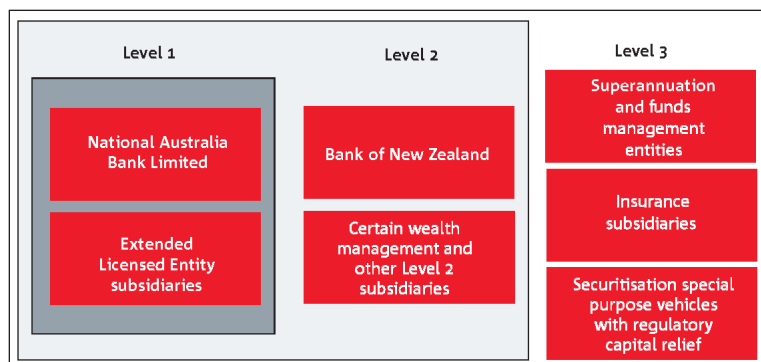 Level 1
National Australia
Bank Limited
Extended
Licensed Entity
subsidiaries
Level 2
Bank of New Zealand
Certain wealth
management and
other Level 2
subsidiaries
Level 3
Superannuation
and funds
management
entities
Insurance
subsidiaries
Securitisation special
purpose vehicles
with regulatory
capital relief